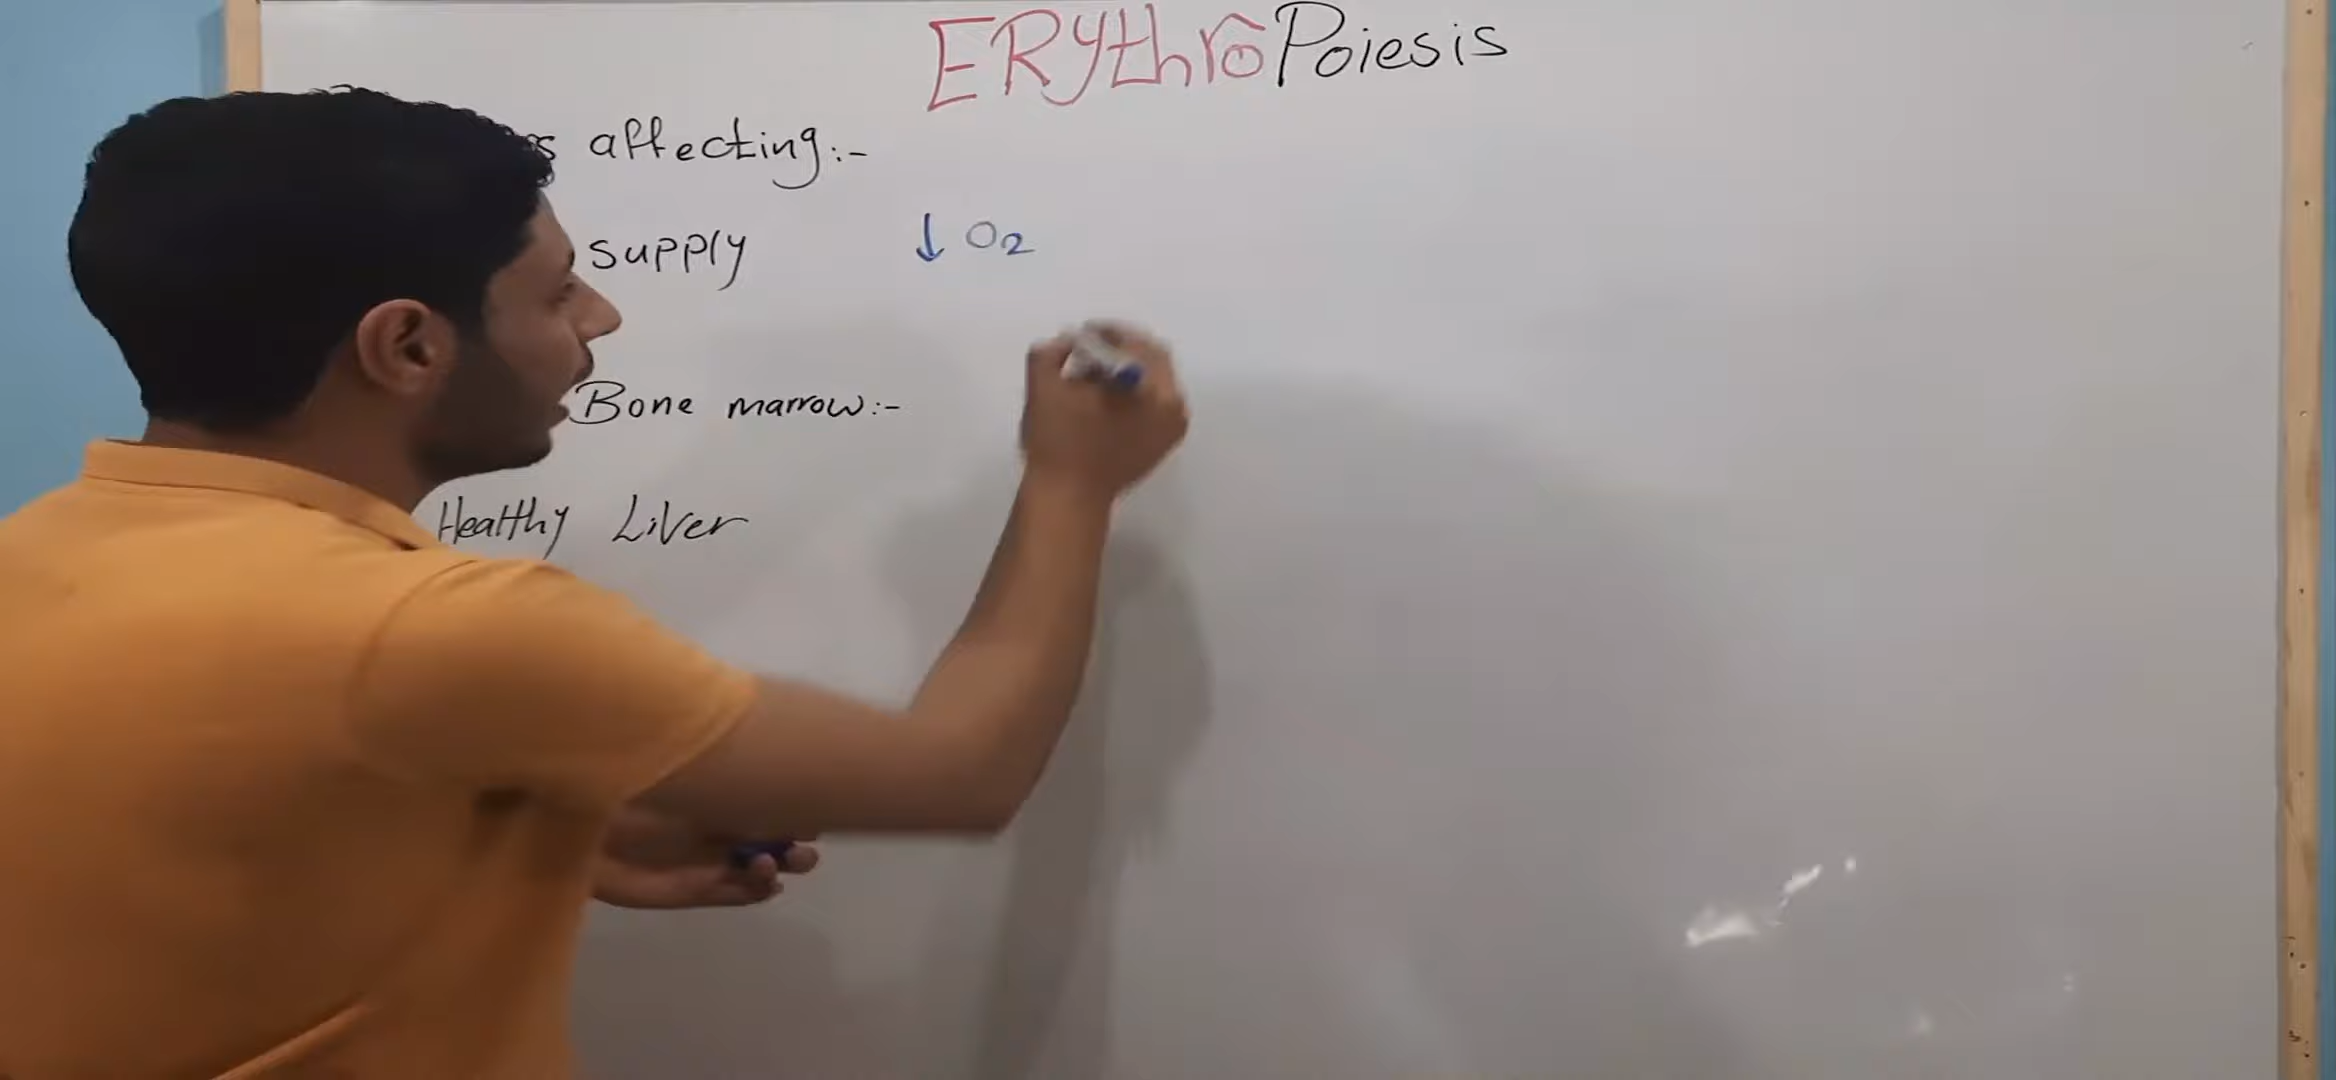 ERythroPoiesis
affecting:-
supply ↓ O2
Bone marrow:-
Healthy Liver